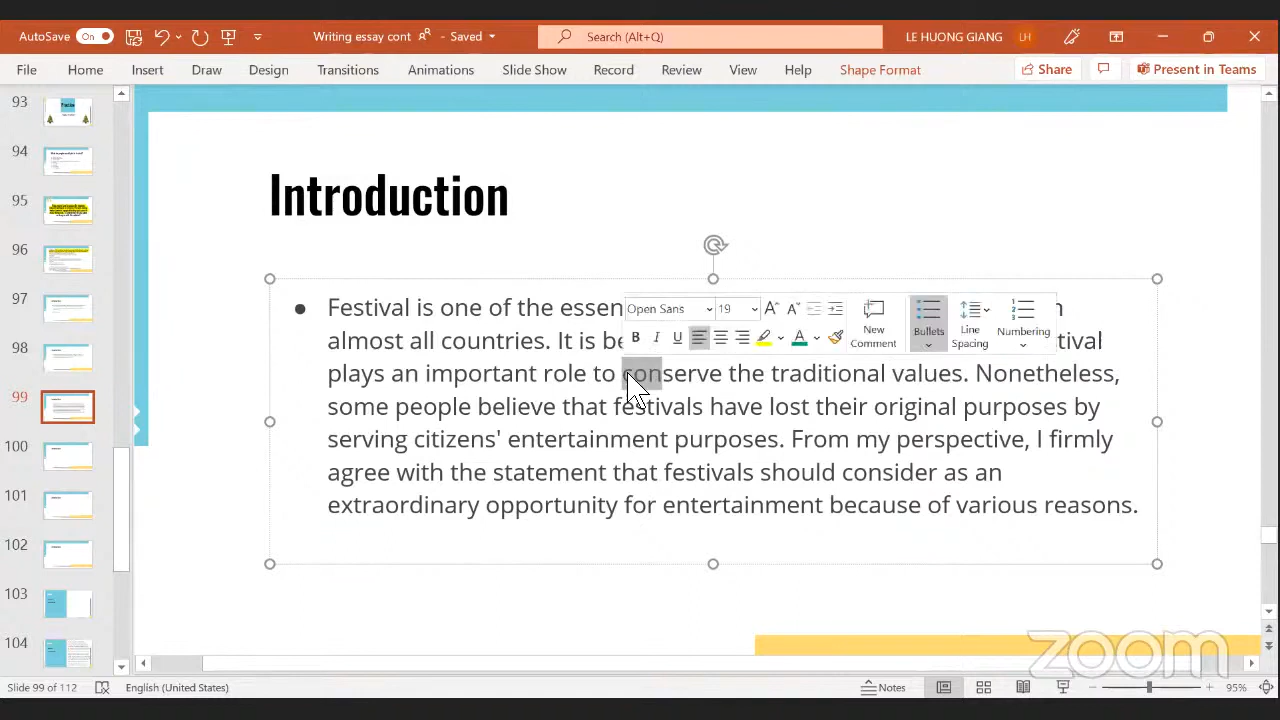 AutoSave On Writing essay cont - Saved Search (Alt+Q) LE HUONG GIANG LH
File Home Insert Draw Design Transitions Animations Slide Show Record Review View Help Shape Format Share Present in Teams
93
94
95
96
97
98
99
100
101
102
103
104
Introduction
Open Sans 19
B I U New Comment Bullets Line Spacing Numbering
● Festival is one of the
almost all countries. It is
plays an important role to conserve the traditional values. Nonetheless,
some people believe that festivals have lost their original purposes by
serving citizens' entertainment purposes. From my perspective, I firmly
agree with the statement that festivals should consider as an
extraordinary opportunity for entertainment because of various reasons.
zoom
Slide 99 of 112 English (United States) Notes 95%